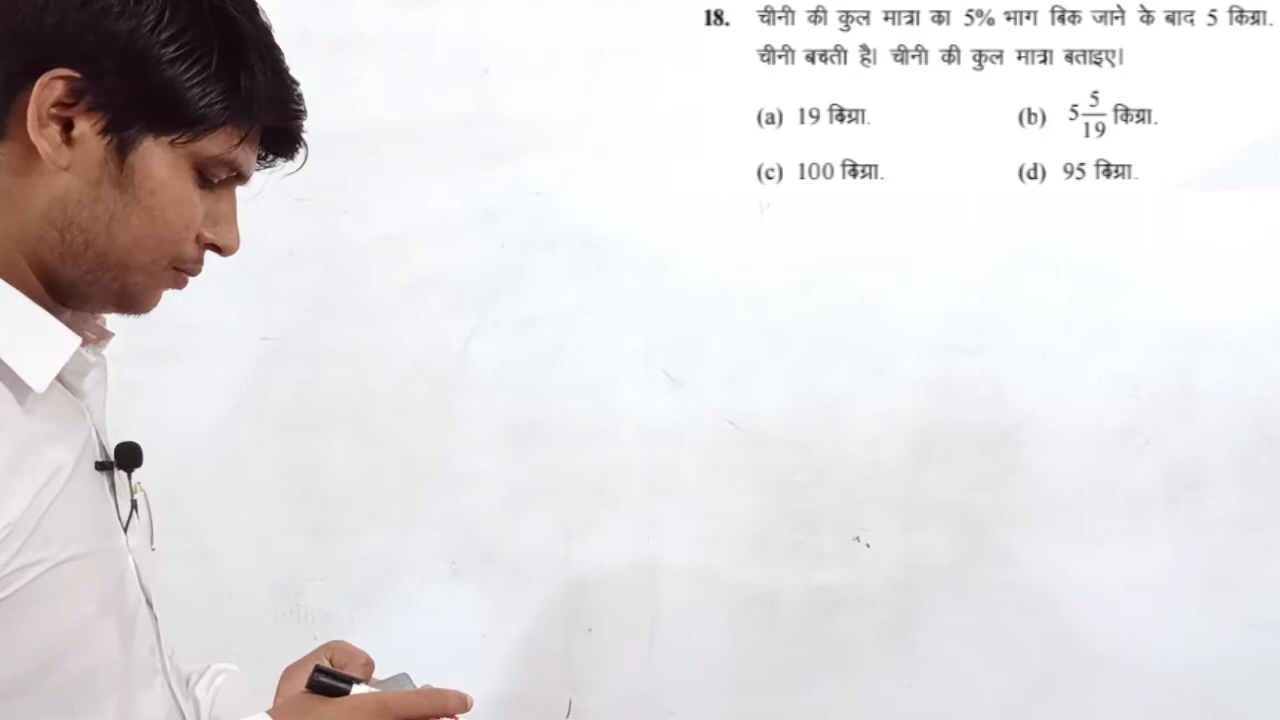 18. चीनी की कुल मात्रा का 5% भाग बिक जाने के बाद 5 किग्रा.
चीनी बचती है। चीनी की कुल मात्रा बताइए।
(a) 19 बिग्रा. (b) 5 5/19 किग्रा.
(c) 100 बिग्रा. (d) 95 बिग्रा.